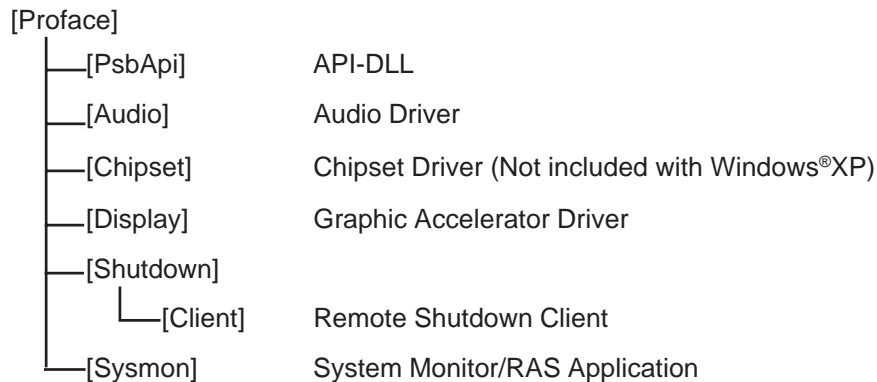 [Proface]
[PsbApi] API-DLL
[Audio] Audio Driver
[Chipset] Chipset Driver (Not included with Windows®XP)
[Display] Graphic Accelerator Driver
[Shutdown]
[Client] Remote Shutdown Client
[Sysmon] System Monitor/RAS Application